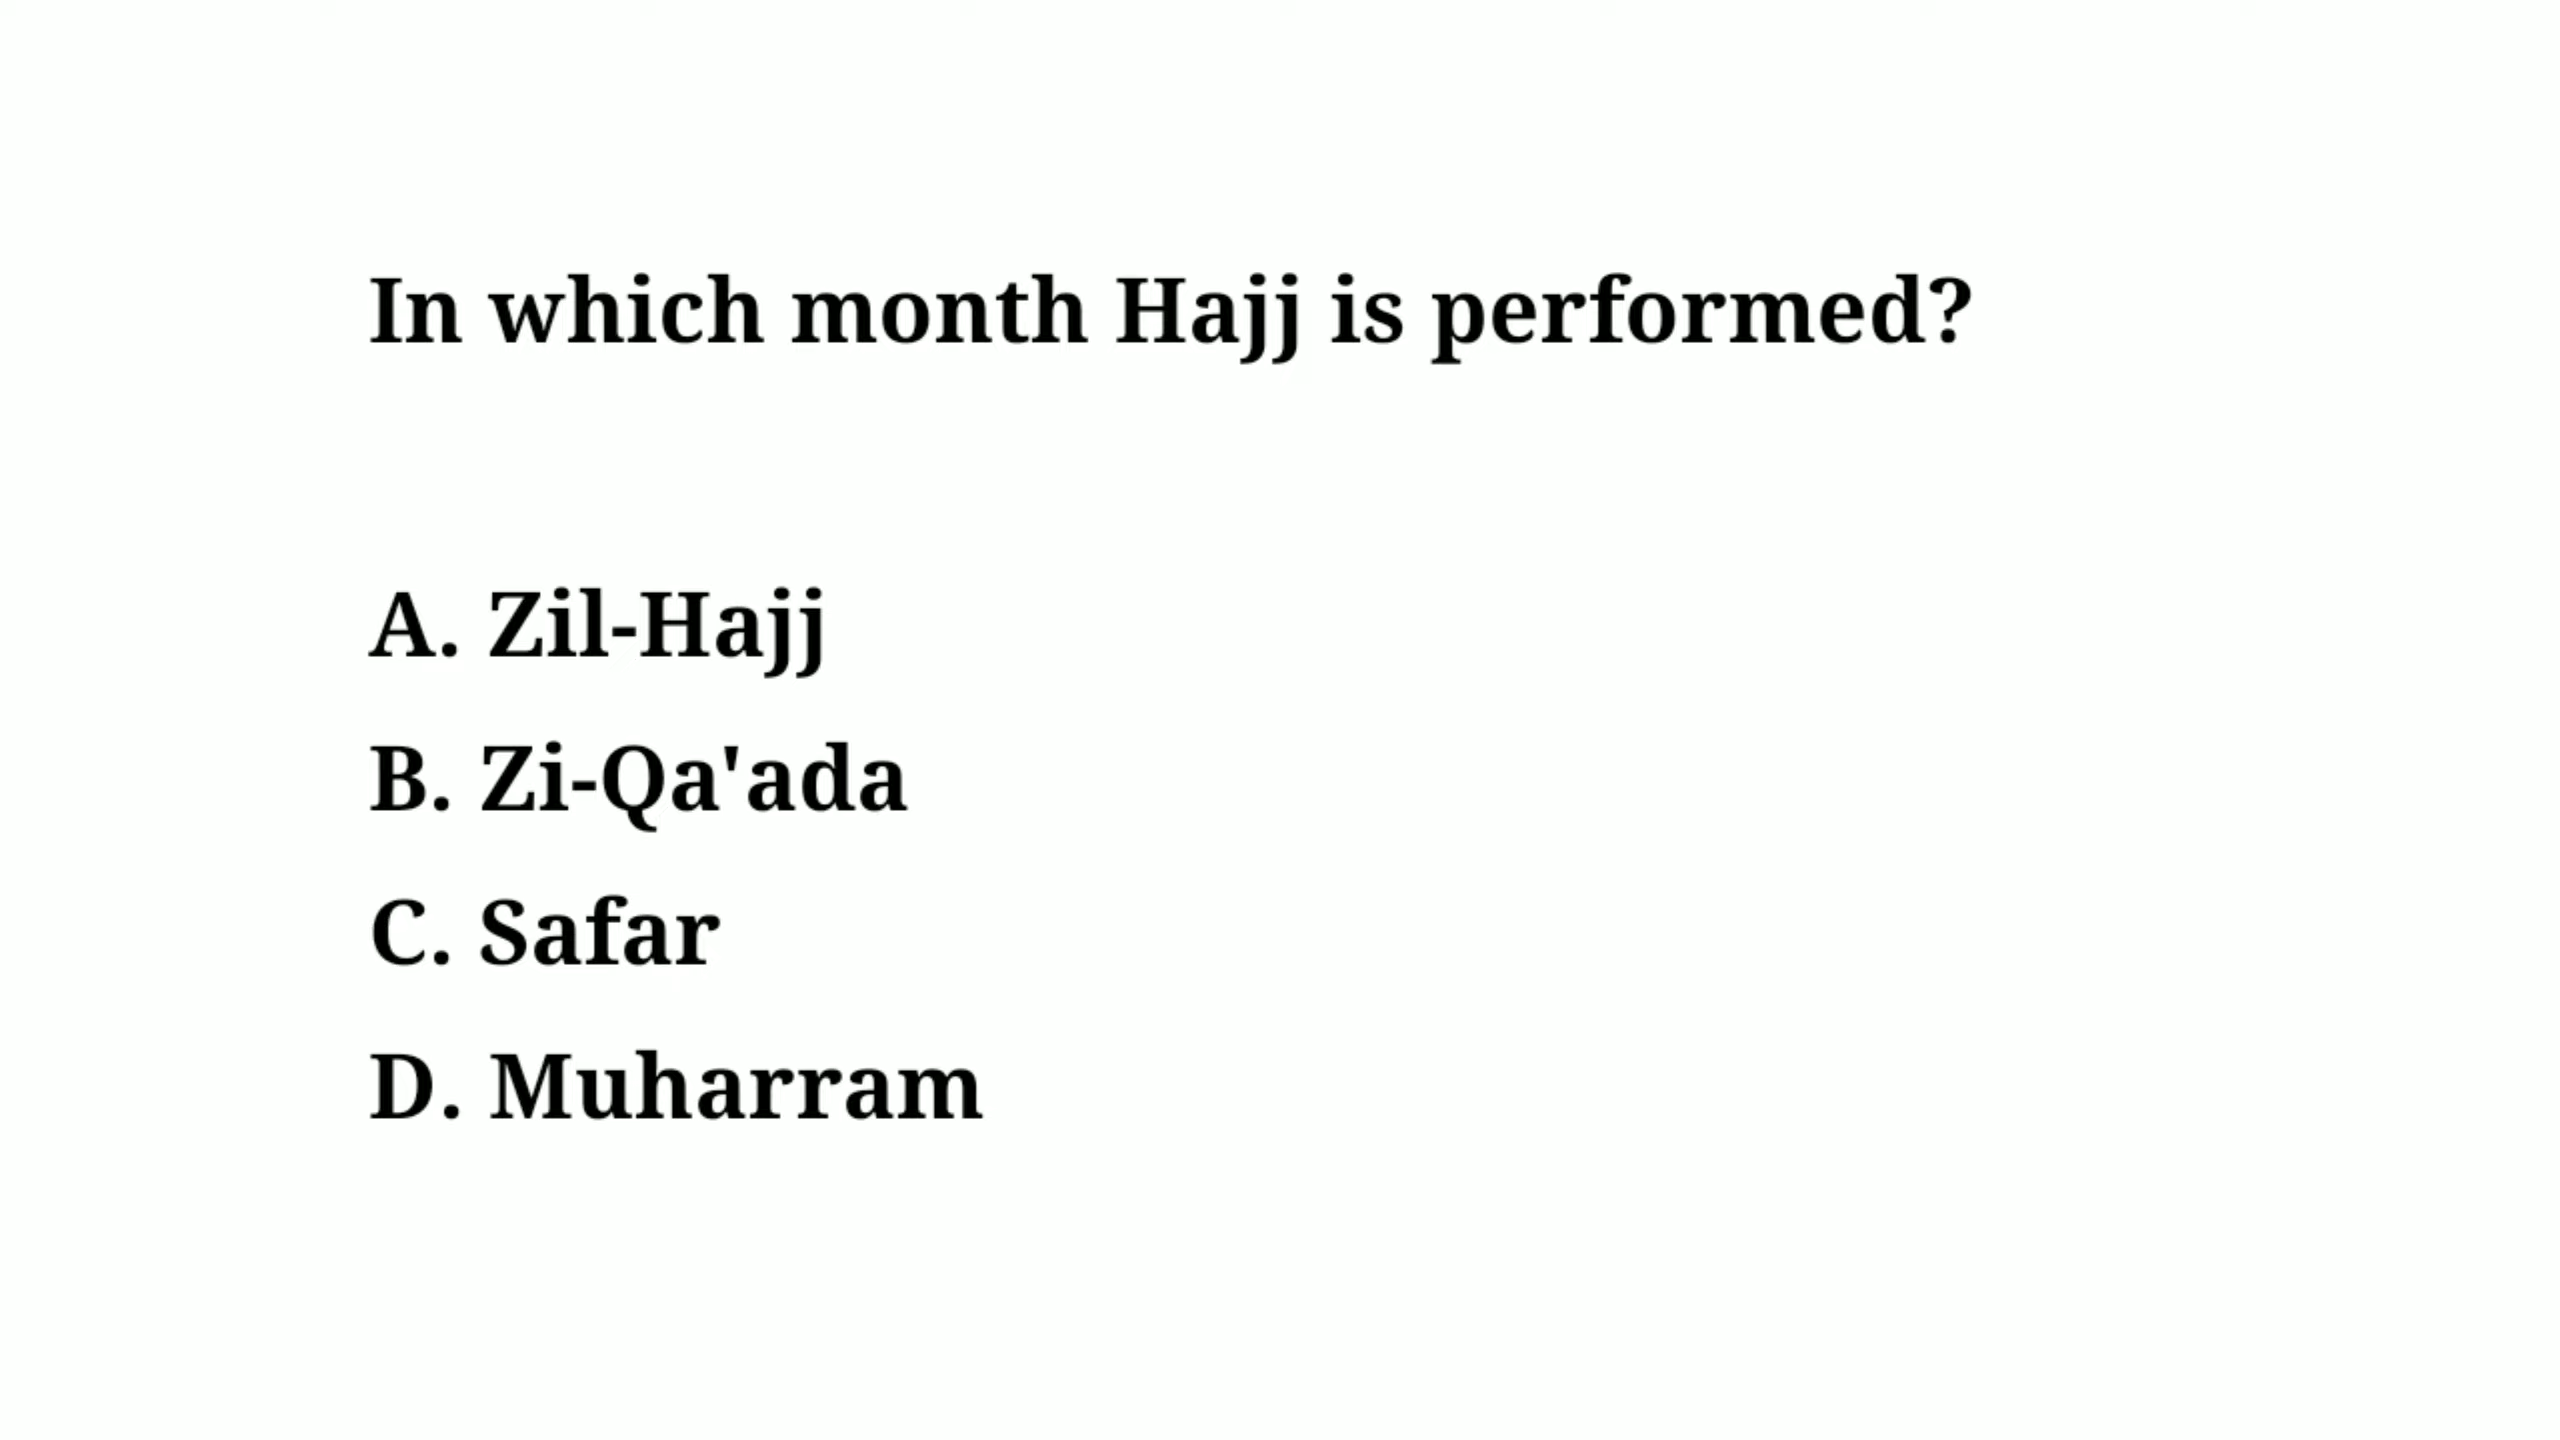 In which month Hajj is performed?
A. Zil-Hajj
B. Zi-Qa'ada
C. Safar
D. Muharram